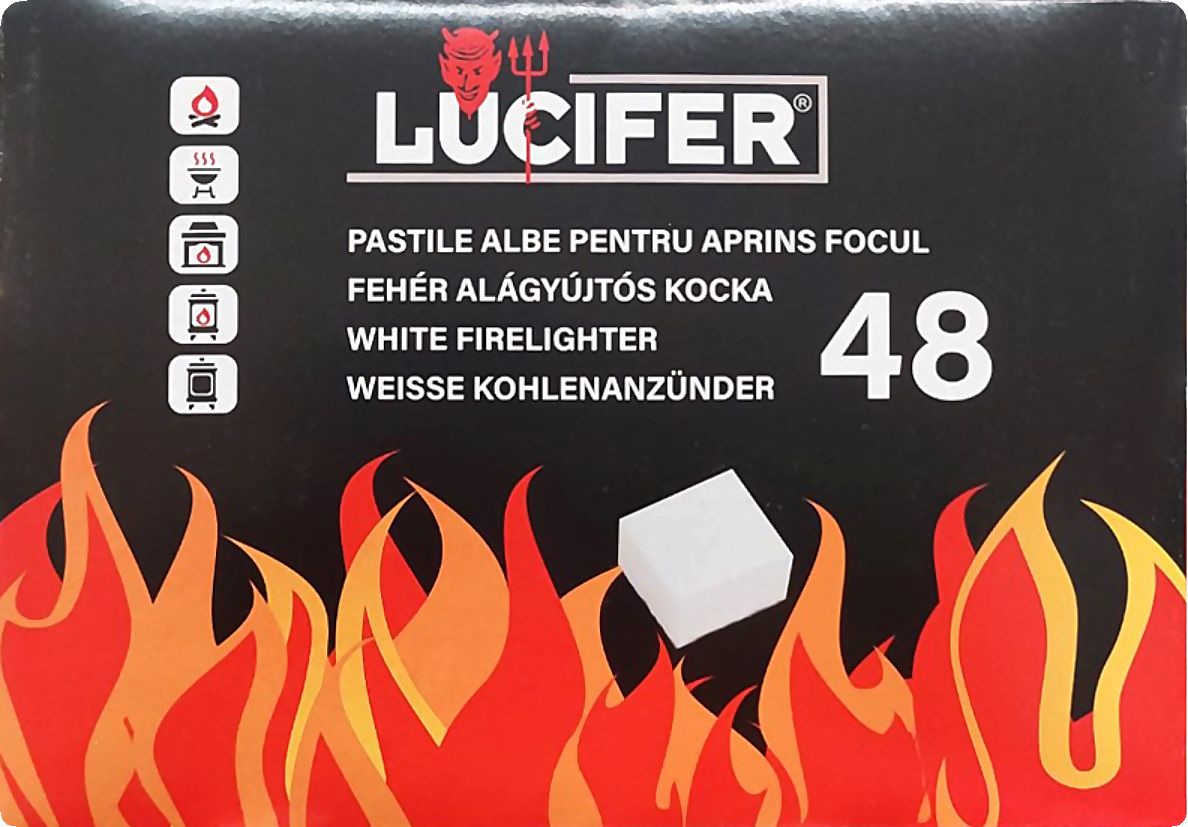 LUCIFER®
PASTILE ALBE PENTRU APRINS FOCUL
FEHÉR ALÁGYÚJTÓS KOCKA
WHITE FIRELIGHTER
WEISSE KOHLENANZÜNDER
48